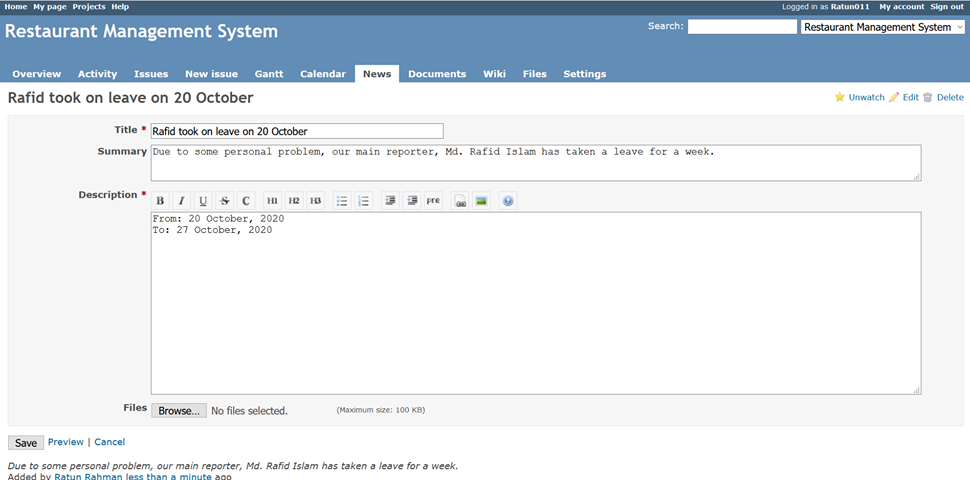 Home My page Projects Help Logged in as Ratun011 My account Sign out
Restaurant Management System Search: Restaurant Management System
Overview Activity Issues New issue Gantt Calendar News Documents Wiki Files Settings
Rafid took on leave on 20 October Unwatch Edit Delete
Title * Rafid took on leave on 20 October
Summary Due to some personal problem, our main reporter, Md. Rafid Islam has taken a leave for a week.
Description * B I U S C H1 H2 H3 pre
From: 20 October, 2020
To: 27 October, 2020
Files Browse... No files selected. (Maximum size: 100 KB)
Save Preview | Cancel
Due to some personal problem, our main reporter, Md. Rafid Islam has taken a leave for a week.
Added by Ratun Rahman less than a minute ago